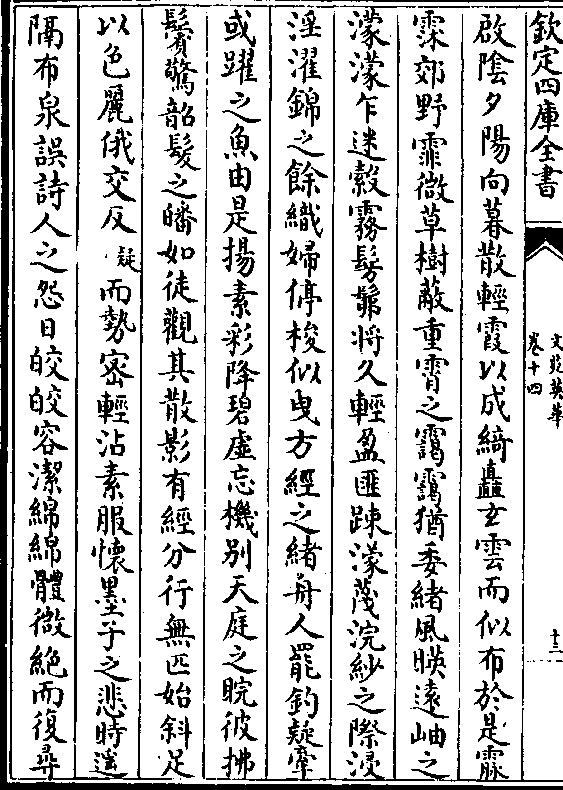 欽定四庫全書
文苑英華
卷十四
十三
啟陰夕陽向暮散輕霞以成綺矗玄雲而似布於是霢
霂郊野霏微草樹蔽重霄之靄靄猶委緒風暎遠岫之
濛濛乍迷縠霧髣髴將久輕盈匪踈濛茷浣紗之際浸
淫濯錦之餘織婦停梭似曳方經之緒舟人罷釣疑牽
或躍之魚由是揚素彩降碧虛忘機別天庭之晥彼拂
鬢驚韶髮之皤如徒觀其散影有經分行無匹始斜足
以色麗俄交反疑而勢密輕沾素服懷墨子之悲時遥
隔布泉誤詩人之怨日皎皎容潔綿綿體微絕而復尋